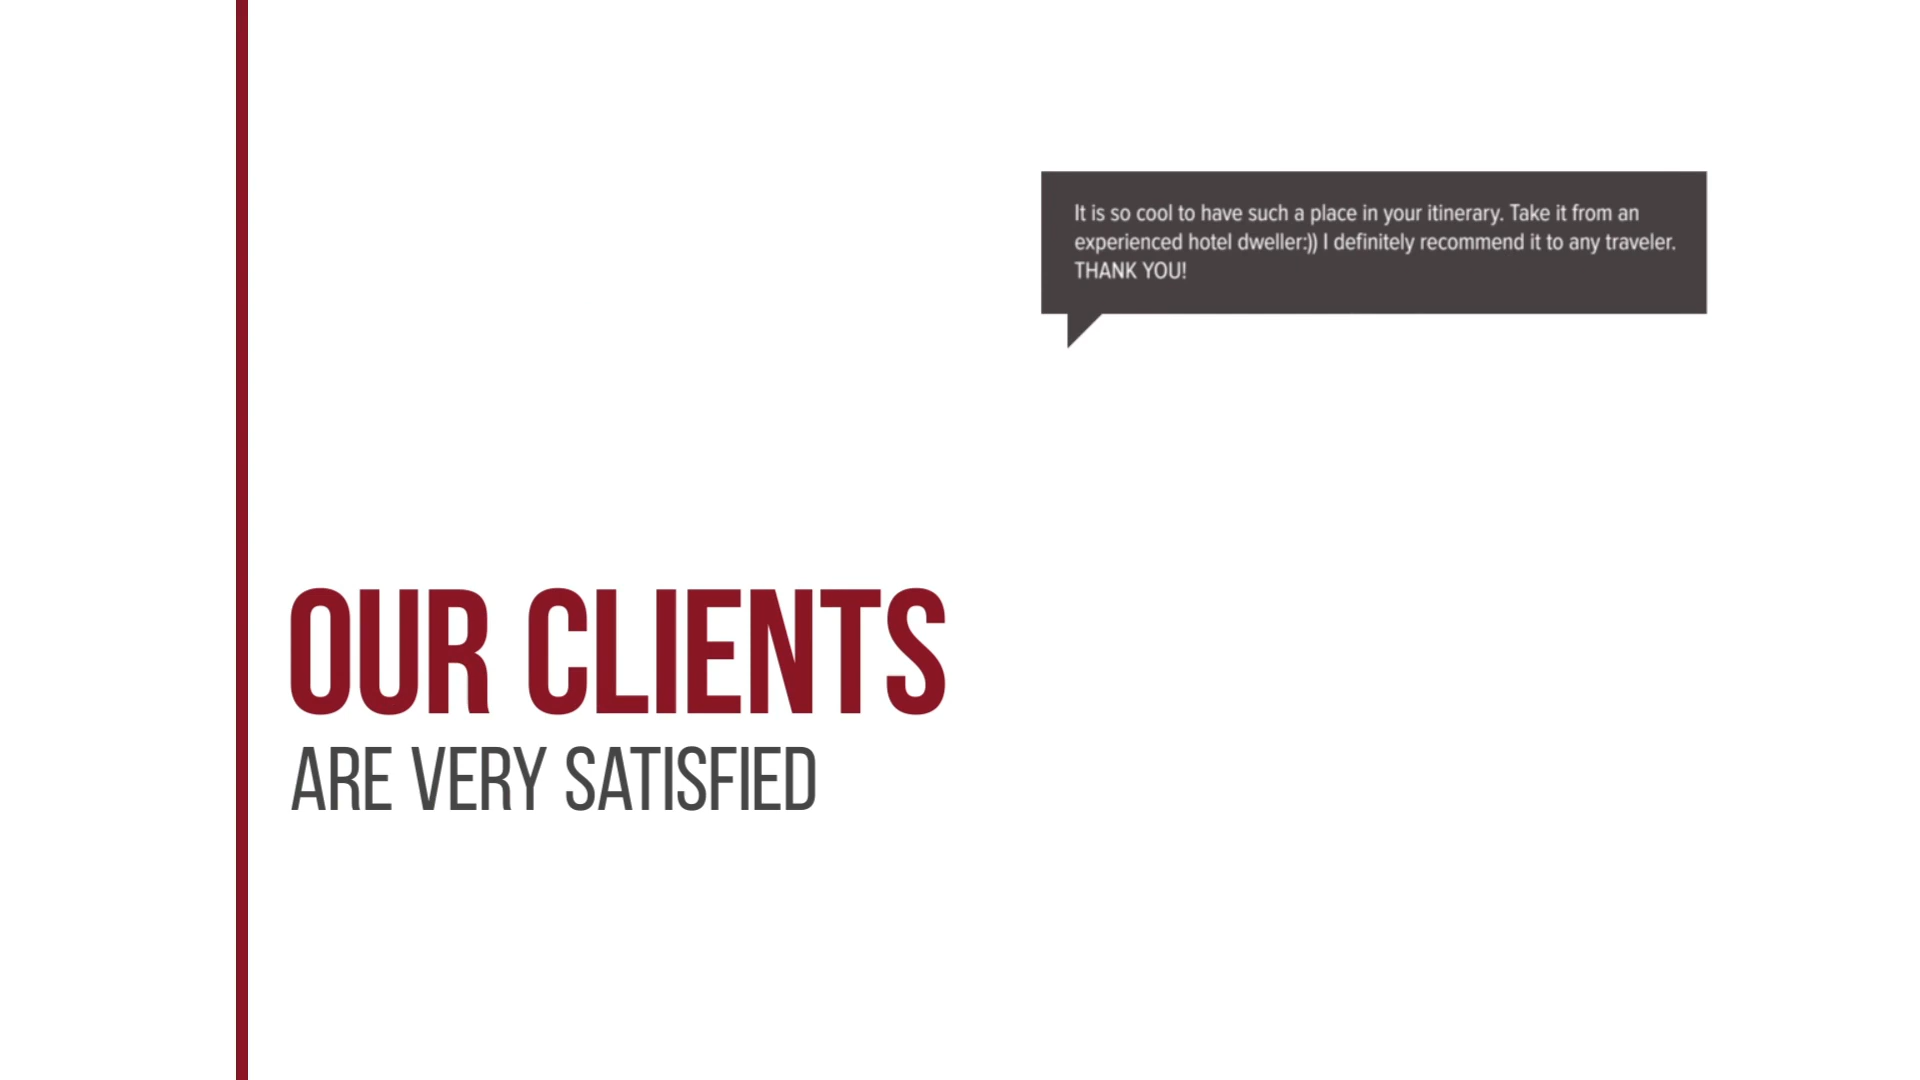 It is so cool to have such a place in your itinerary. Take it from an
experienced hotel dweller:)) I definitely recommend it to any traveler.
THANK YOU!
OUR CLIENTS
ARE VERY SATISFIED